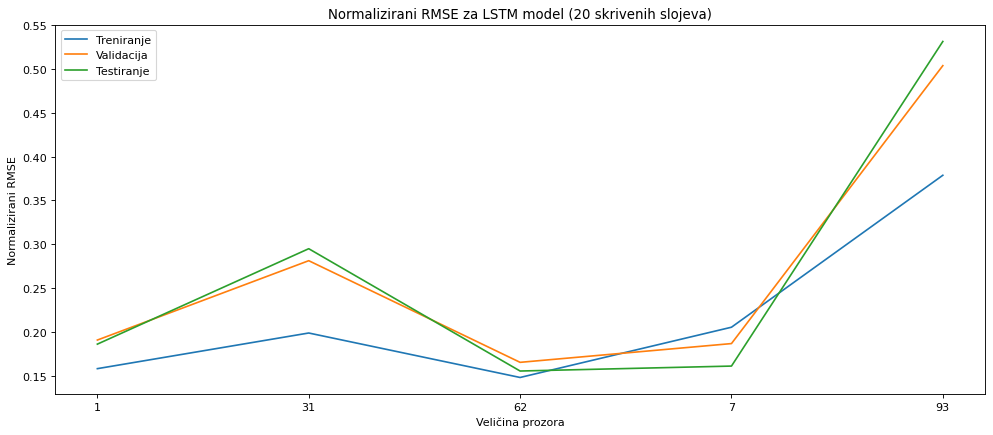 Normalizirani RMSE za LSTM model (20 skrivenih slojeva)
Treniranje
Validacija
Testiranje
Normalizirani RMSE
0.55
0.50
0.45
0.40
0.35
0.30
0.25
0.20
0.15
1 31 62 7 93
Veličina prozora